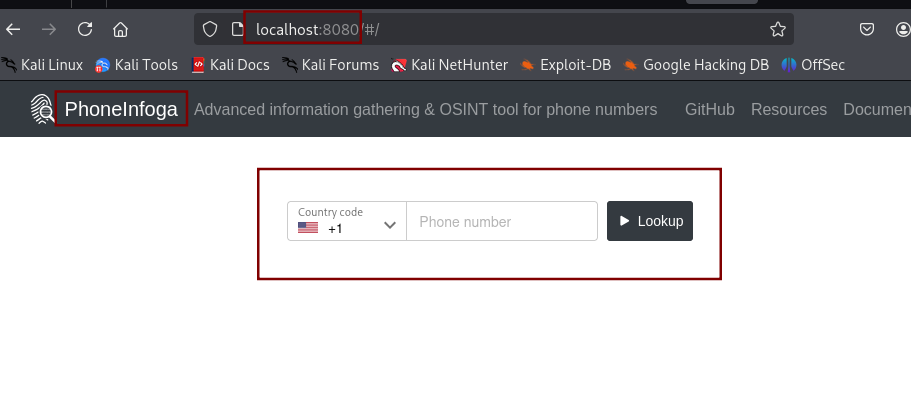 localhost:8080/#/
Kali Linux Kali Tools Kali Docs Kali Forums Kali NetHunter Exploit-DB Google Hacking DB OffSec
PhoneInfoga Advanced information gathering & OSINT tool for phone numbers GitHub Resources Documen
Country code
+1 Phone number Lookup